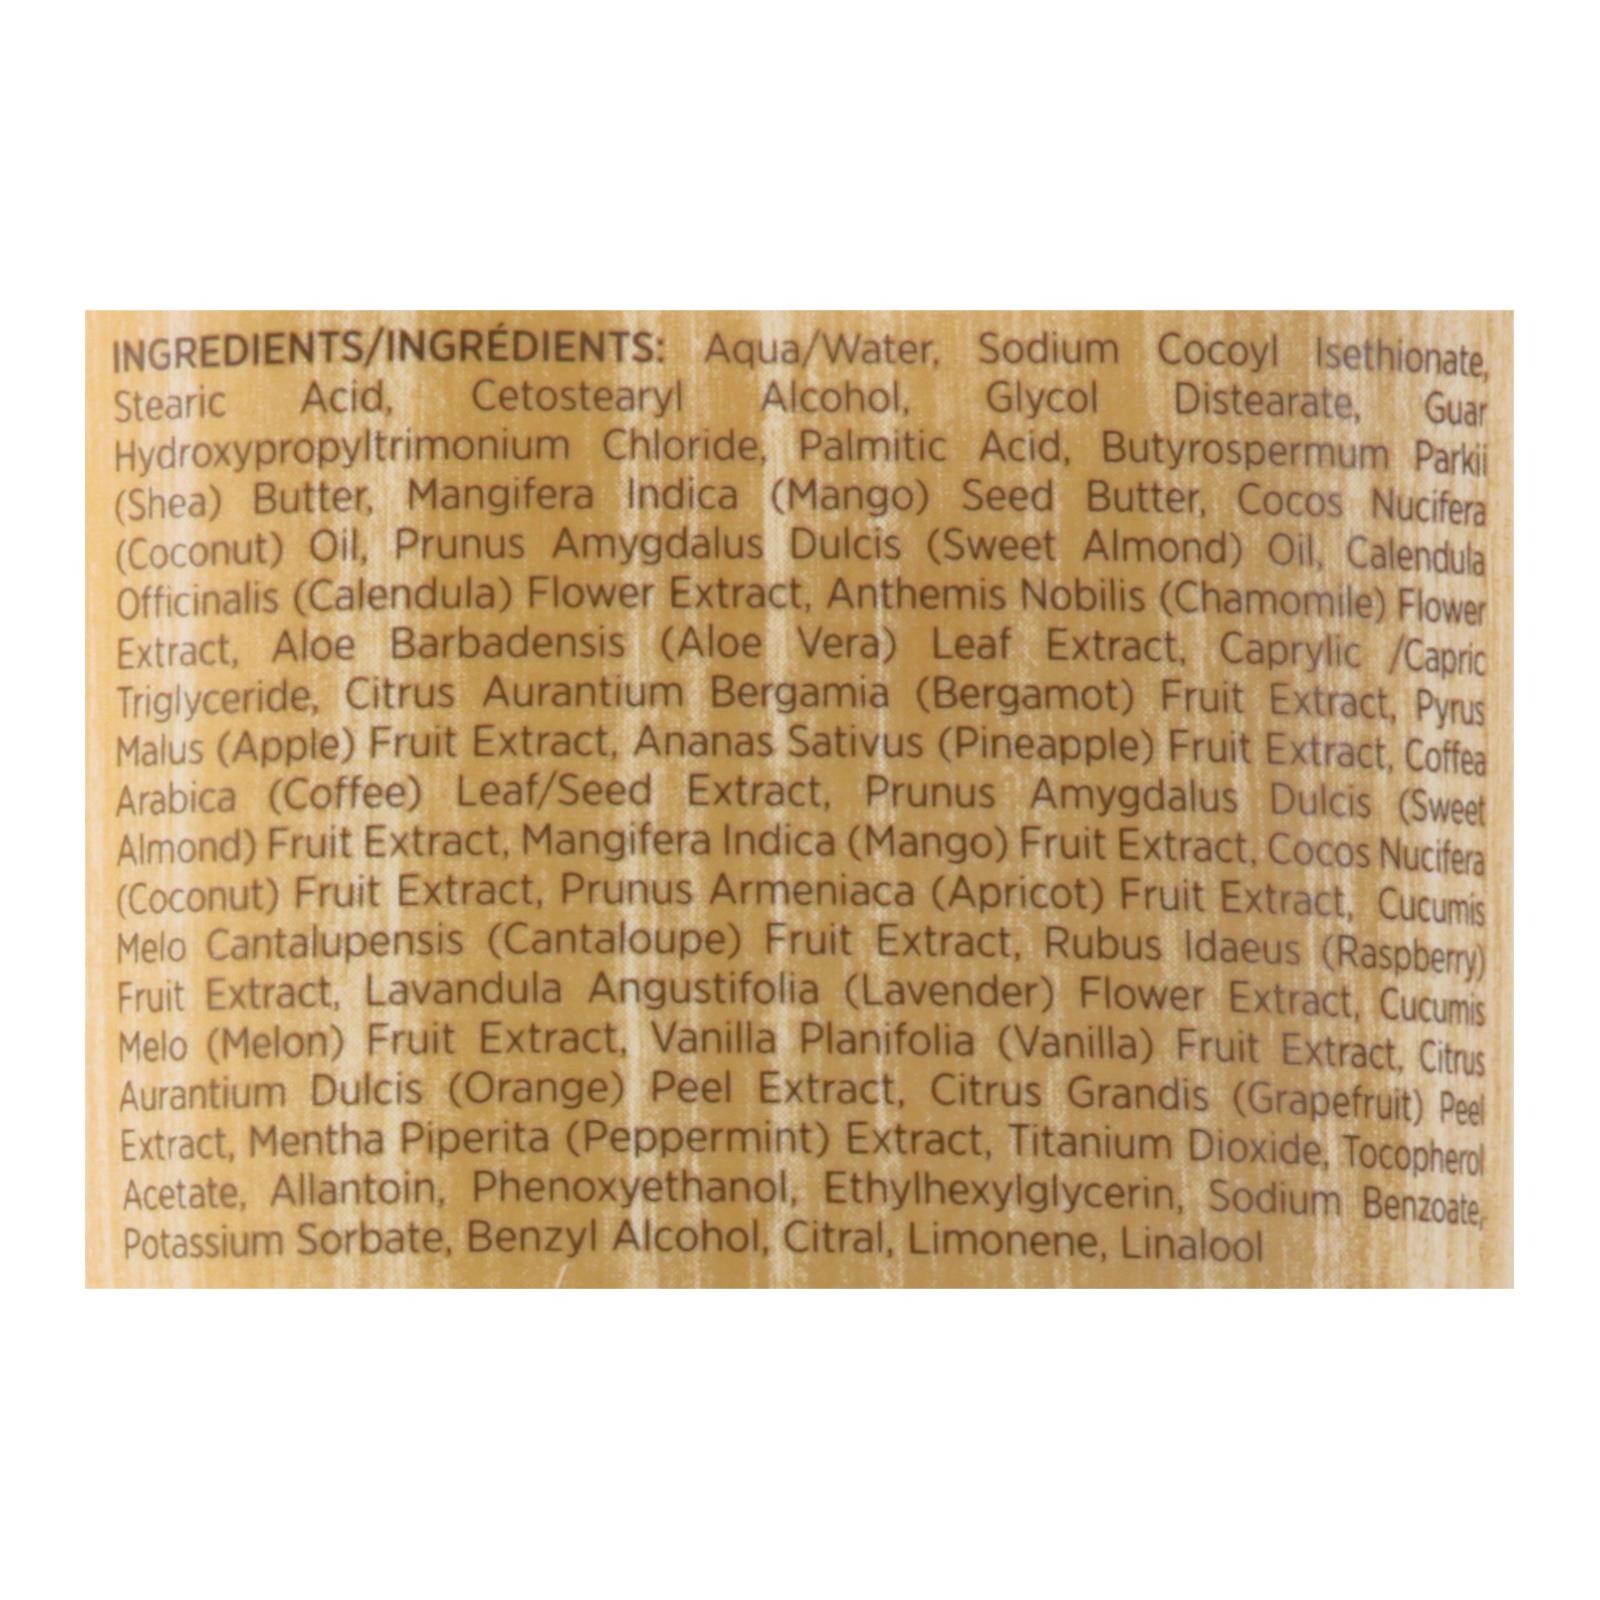 INGREDIENTS/INGRÉDIENTS: Aqua/Water, Sodium Cocoyl Isethionate,
Stearic Acid, Cetostearyl Alcohol, Glycol Distearate, Guar
Hydroxypropyltrimonium Chloride, Palmitic Acid, Butyrospermum Parkii
(Shea) Butter, Mangifera Indica (Mango) Seed Butter, Cocos Nucifera
(Coconut) Oil, Prunus Amygdalus Dulcis (Sweet Almond) Oil, Calendula
Officinalis (Calendula) Flower Extract, Anthemis Nobilis (Chamomile) Flower
Extract, Aloe Barbadensis (Aloe Vera) Leaf Extract, Caprylic /Capric
Triglyceride, Citrus Aurantium Bergamia (Bergamot) Fruit Extract, Pyrus
Malus (Apple) Fruit Extract, Ananas Sativus (Pineapple) Fruit Extract, Coffea
Arabica (Coffee) Leaf/Seed Extract, Prunus Amygdalus Dulcis (Sweet
Almond) Fruit Extract, Mangifera Indica (Mango) Fruit Extract, Cocos Nucifera
(Coconut) Fruit Extract, Prunus Armeniaca (Apricot) Fruit Extract, Cucumis
Melo Cantalupensis (Cantaloupe) Fruit Extract, Rubus Idaeus (Raspberry)
Fruit Extract, Lavandula Angustifolia (Lavender) Flower Extract, Cucumis
Melo (Melon) Fruit Extract, Vanilla Planifolia (Vanilla) Fruit Extract, Citrus
Aurantium Dulcis (Orange) Peel Extract, Citrus Grandis (Grapefruit) Peel
Extract, Mentha Piperita (Peppermint) Extract, Titanium Dioxide, Tocopherol
Acetate, Allantoin, Phenoxyethanol, Ethylhexylglycerin, Sodium Benzoate,
Potassium Sorbate, Benzyl Alcohol, Citral, Limonene, Linalool